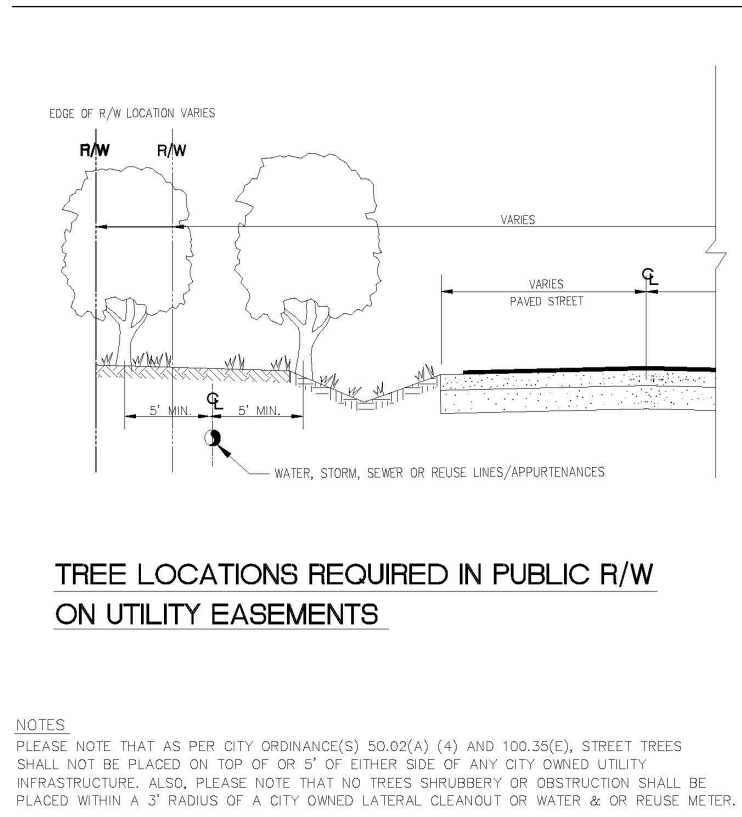 EDGE OF R/W LOCATION VARIES
R/W R/W
VARIES
VARIES
PAVED STREET
CL
CL
5' MIN. 5' MIN.
WATER, STORM, SEWER OR REUSE LINES/APPURTENANCES
TREE LOCATIONS REQUIRED IN PUBLIC R/W
ON UTILITY EASEMENTS
NOTES
PLEASE NOTE THAT AS PER CITY ORDINANCE(S) 50.02(A) (4) AND 100.35(E), STREET TREES
SHALL NOT BE PLACED ON TOP OF OR 5' OF EITHER SIDE OF ANY CITY OWNED UTILITY
INFRASTRUCTURE. ALSO, PLEASE NOTE THAT NO TREES SHRUBBERY OR OBSTRUCTION SHALL BE
PLACED WITHIN A 3' RADIUS OF A CITY OWNED LATERAL CLEANOUT OR WATER & OR REUSE METER.